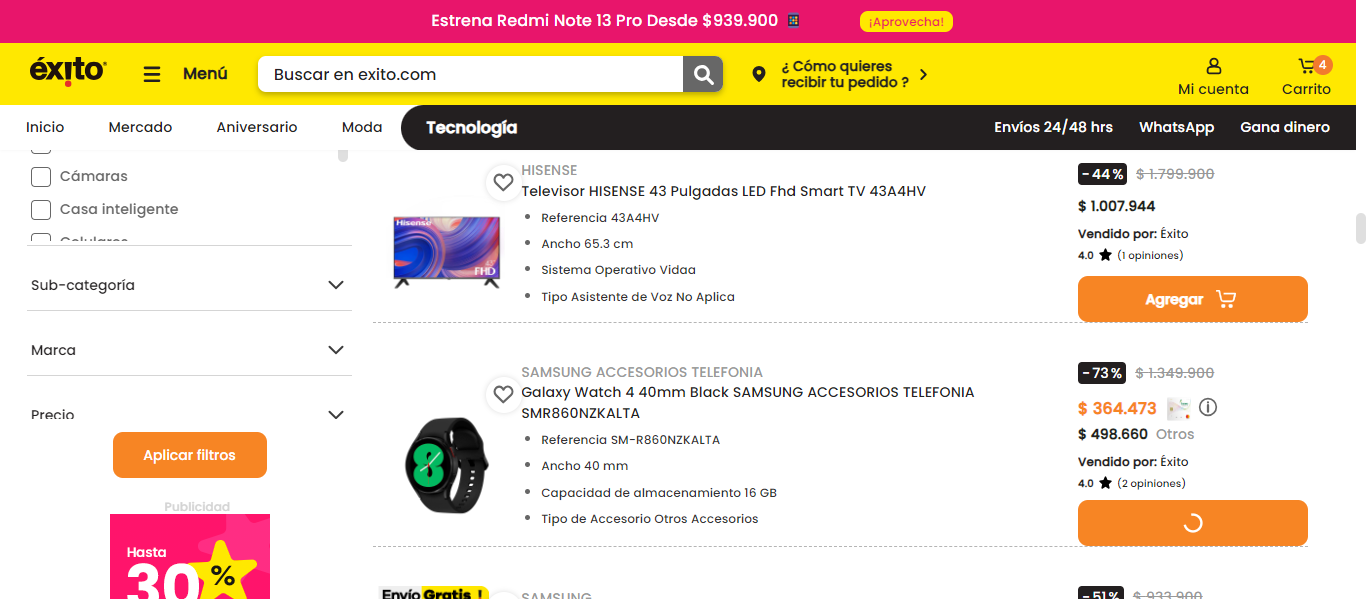 Estrena Redmi Note 13 Pro Desde $939.900
¡Aprovecha!
éxito
Menú
Buscar en exito.com
¿ Cómo quieres
recibir tu pedido ?
Mi cuenta
4
Carrito
Inicio
Mercado
Aniversario
Moda
Tecnología
Envíos 24/48 hrs
WhatsApp
Gana dinero
Cámaras
Casa inteligente
Celulares
Sub-categoría
Marca
Precio
Aplicar filtros
Publicidad
Hasta
30
%
HISENSE
Televisor HISENSE 43 Pulgadas LED Fhd Smart TV 43A4HV
Hisense
43"
FHD
Referencia 43A4HV
Ancho 65.3 cm
Sistema Operativo Vidaa
Tipo Asistente de Voz No Aplica
-44% $ 1.799.900
$ 1.007.944
Vendido por: Éxito
4.0 (1 opiniones)
Agregar
SAMSUNG ACCESORIOS TELEFONIA
Galaxy Watch 4 40mm Black SAMSUNG ACCESORIOS TELEFONIA
SMR860NZKALTA
Referencia SM-R860NZKALTA
Ancho 40 mm
Capacidad de almacenamiento 16 GB
Tipo de Accesorio Otros Accesorios
-73% $ 1.349.900
$ 364.473
$ 498.660 Otros
Vendido por: Éxito
4.0 (2 opiniones)
Envío Gratis !
SAMSUNG
-51% $ 933.900